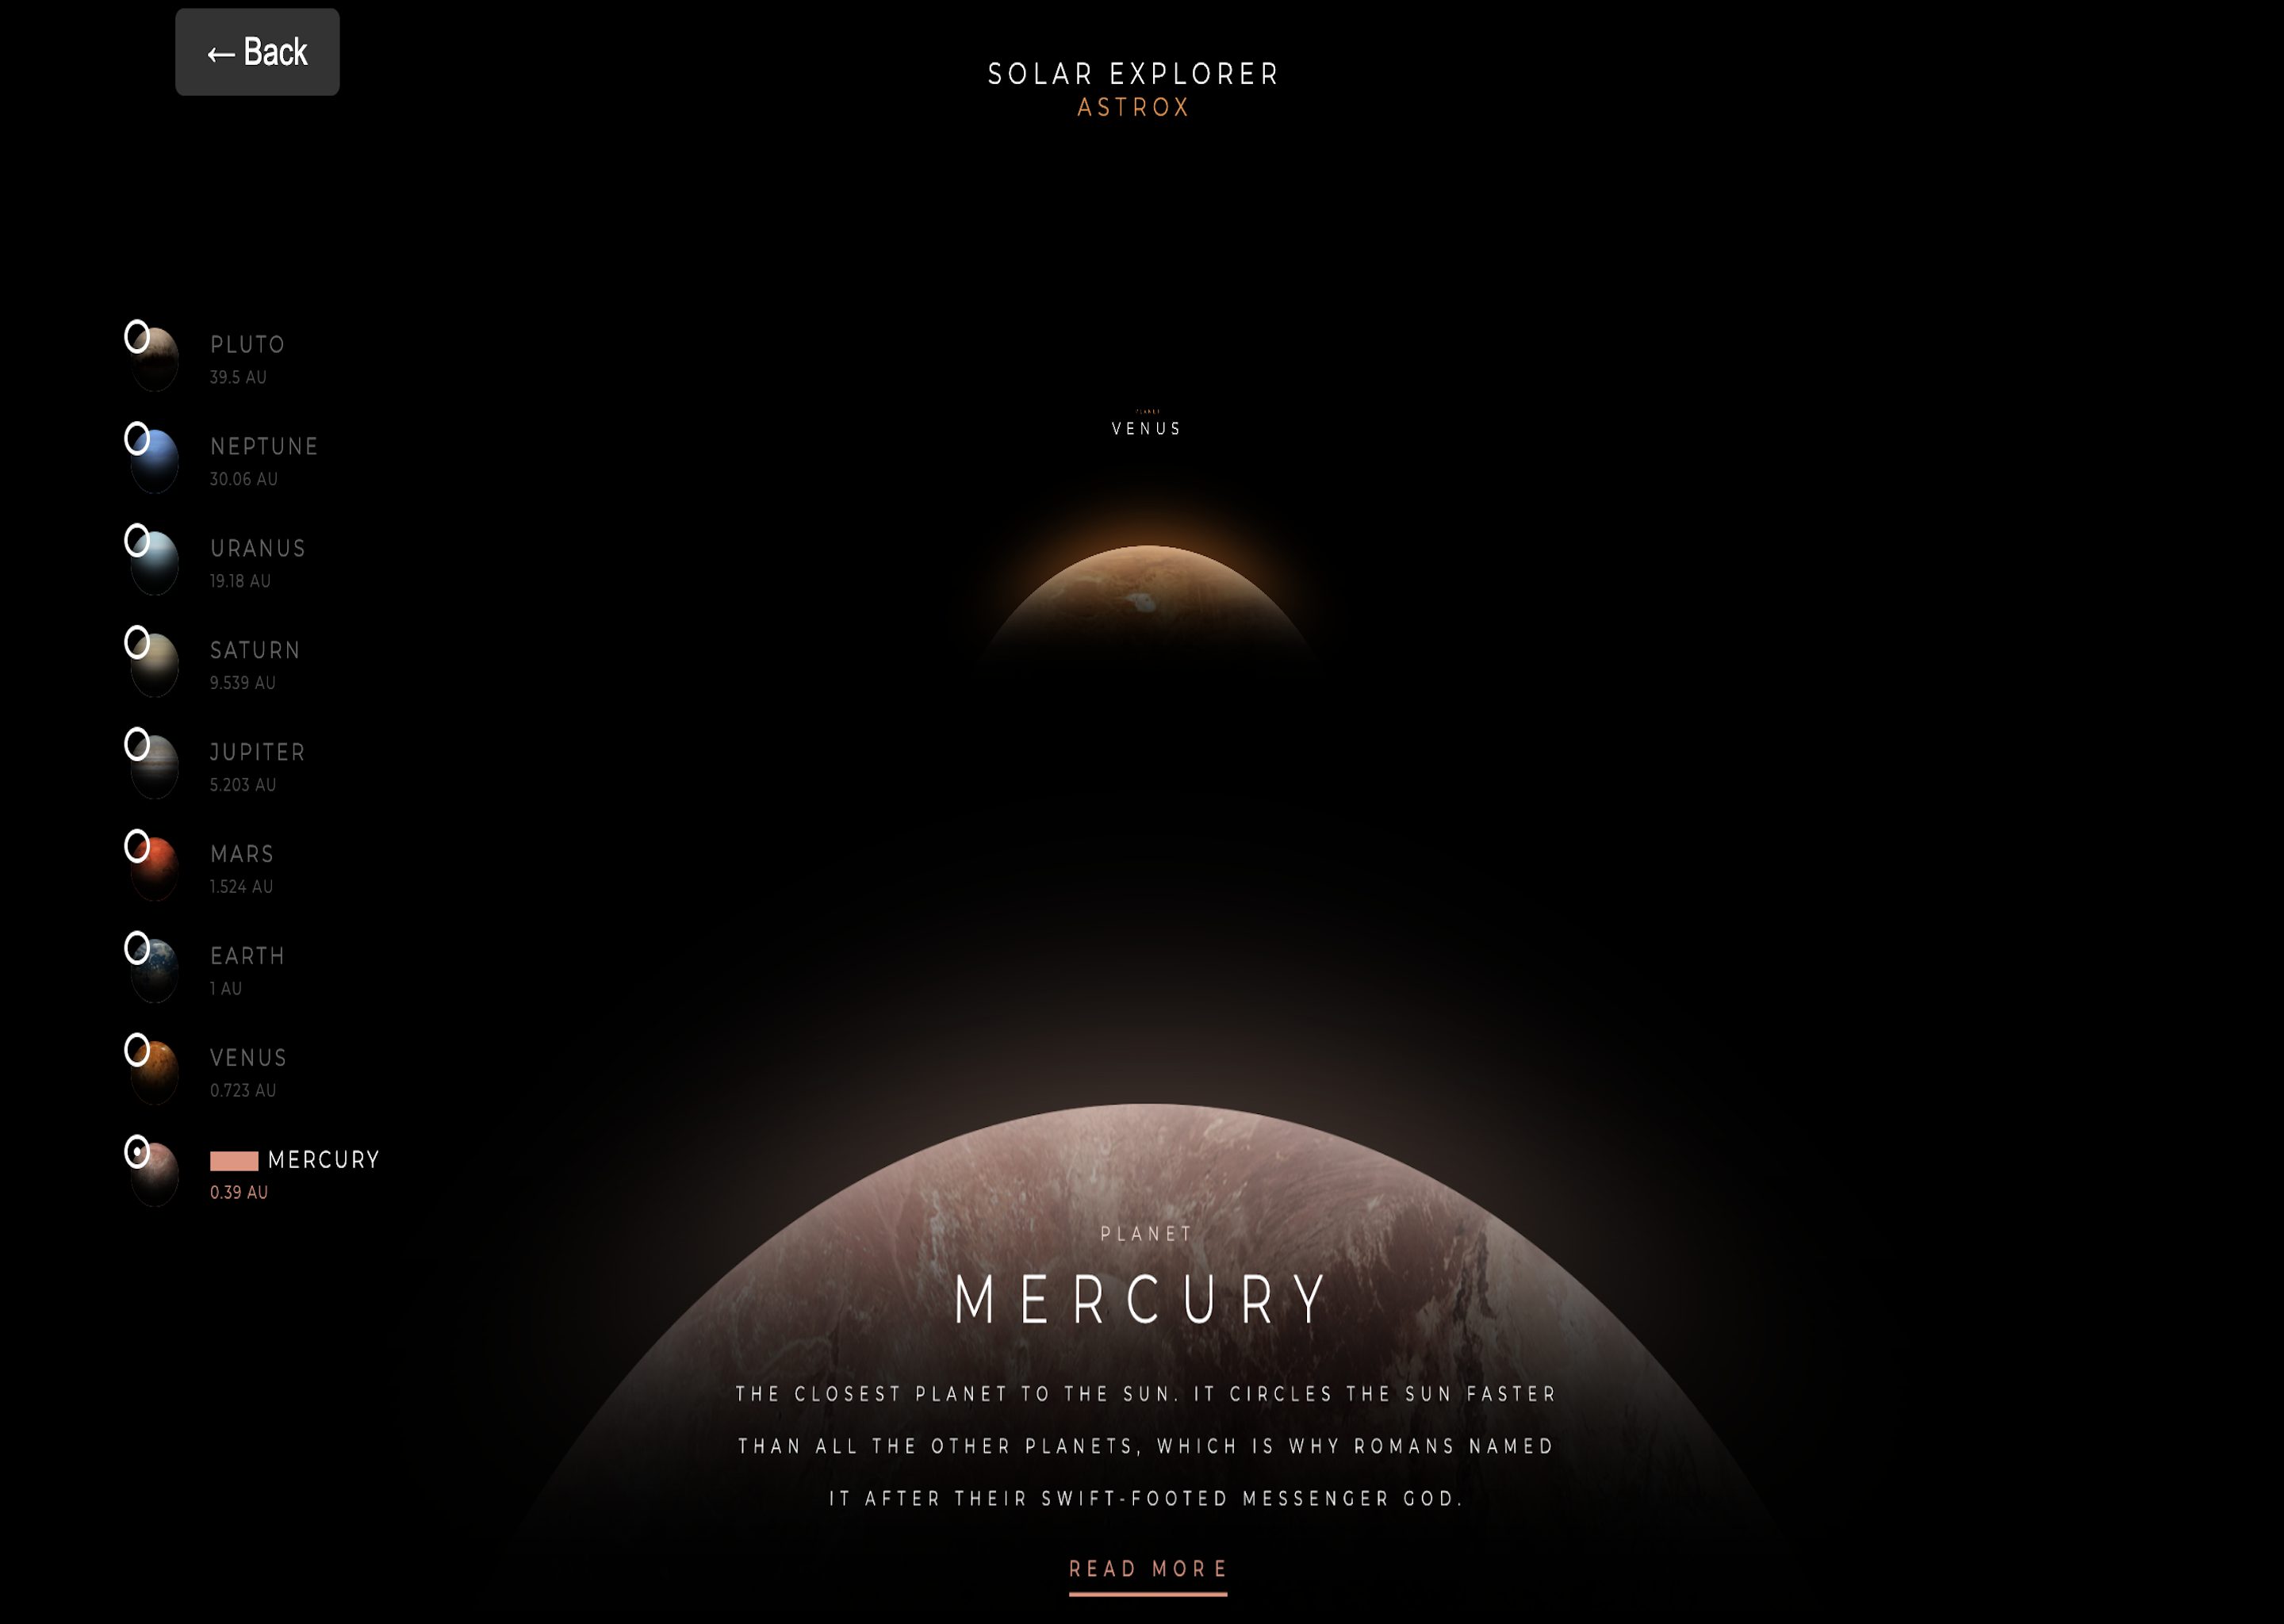 ← Back
SOLAR EXPLORER
ASTROX
PLUTO
39.5 AU
NEPTUNE
30.06 AU
URANUS
19.18 AU
SATURN
9.539 AU
JUPITER
5.203 AU
MARS
1.524 AU
EARTH
1 AU
VENUS
0.723 AU
MERCURY
0.39 AU
PLANET
VENUS
PLANET
MERCURY
THE CLOSEST PLANET TO THE SUN. IT CIRCLES THE SUN FASTER
THAN ALL THE OTHER PLANETS, WHICH IS WHY ROMANS NAMED
IT AFTER THEIR SWIFT-FOOTED MESSENGER GOD.
READ MORE